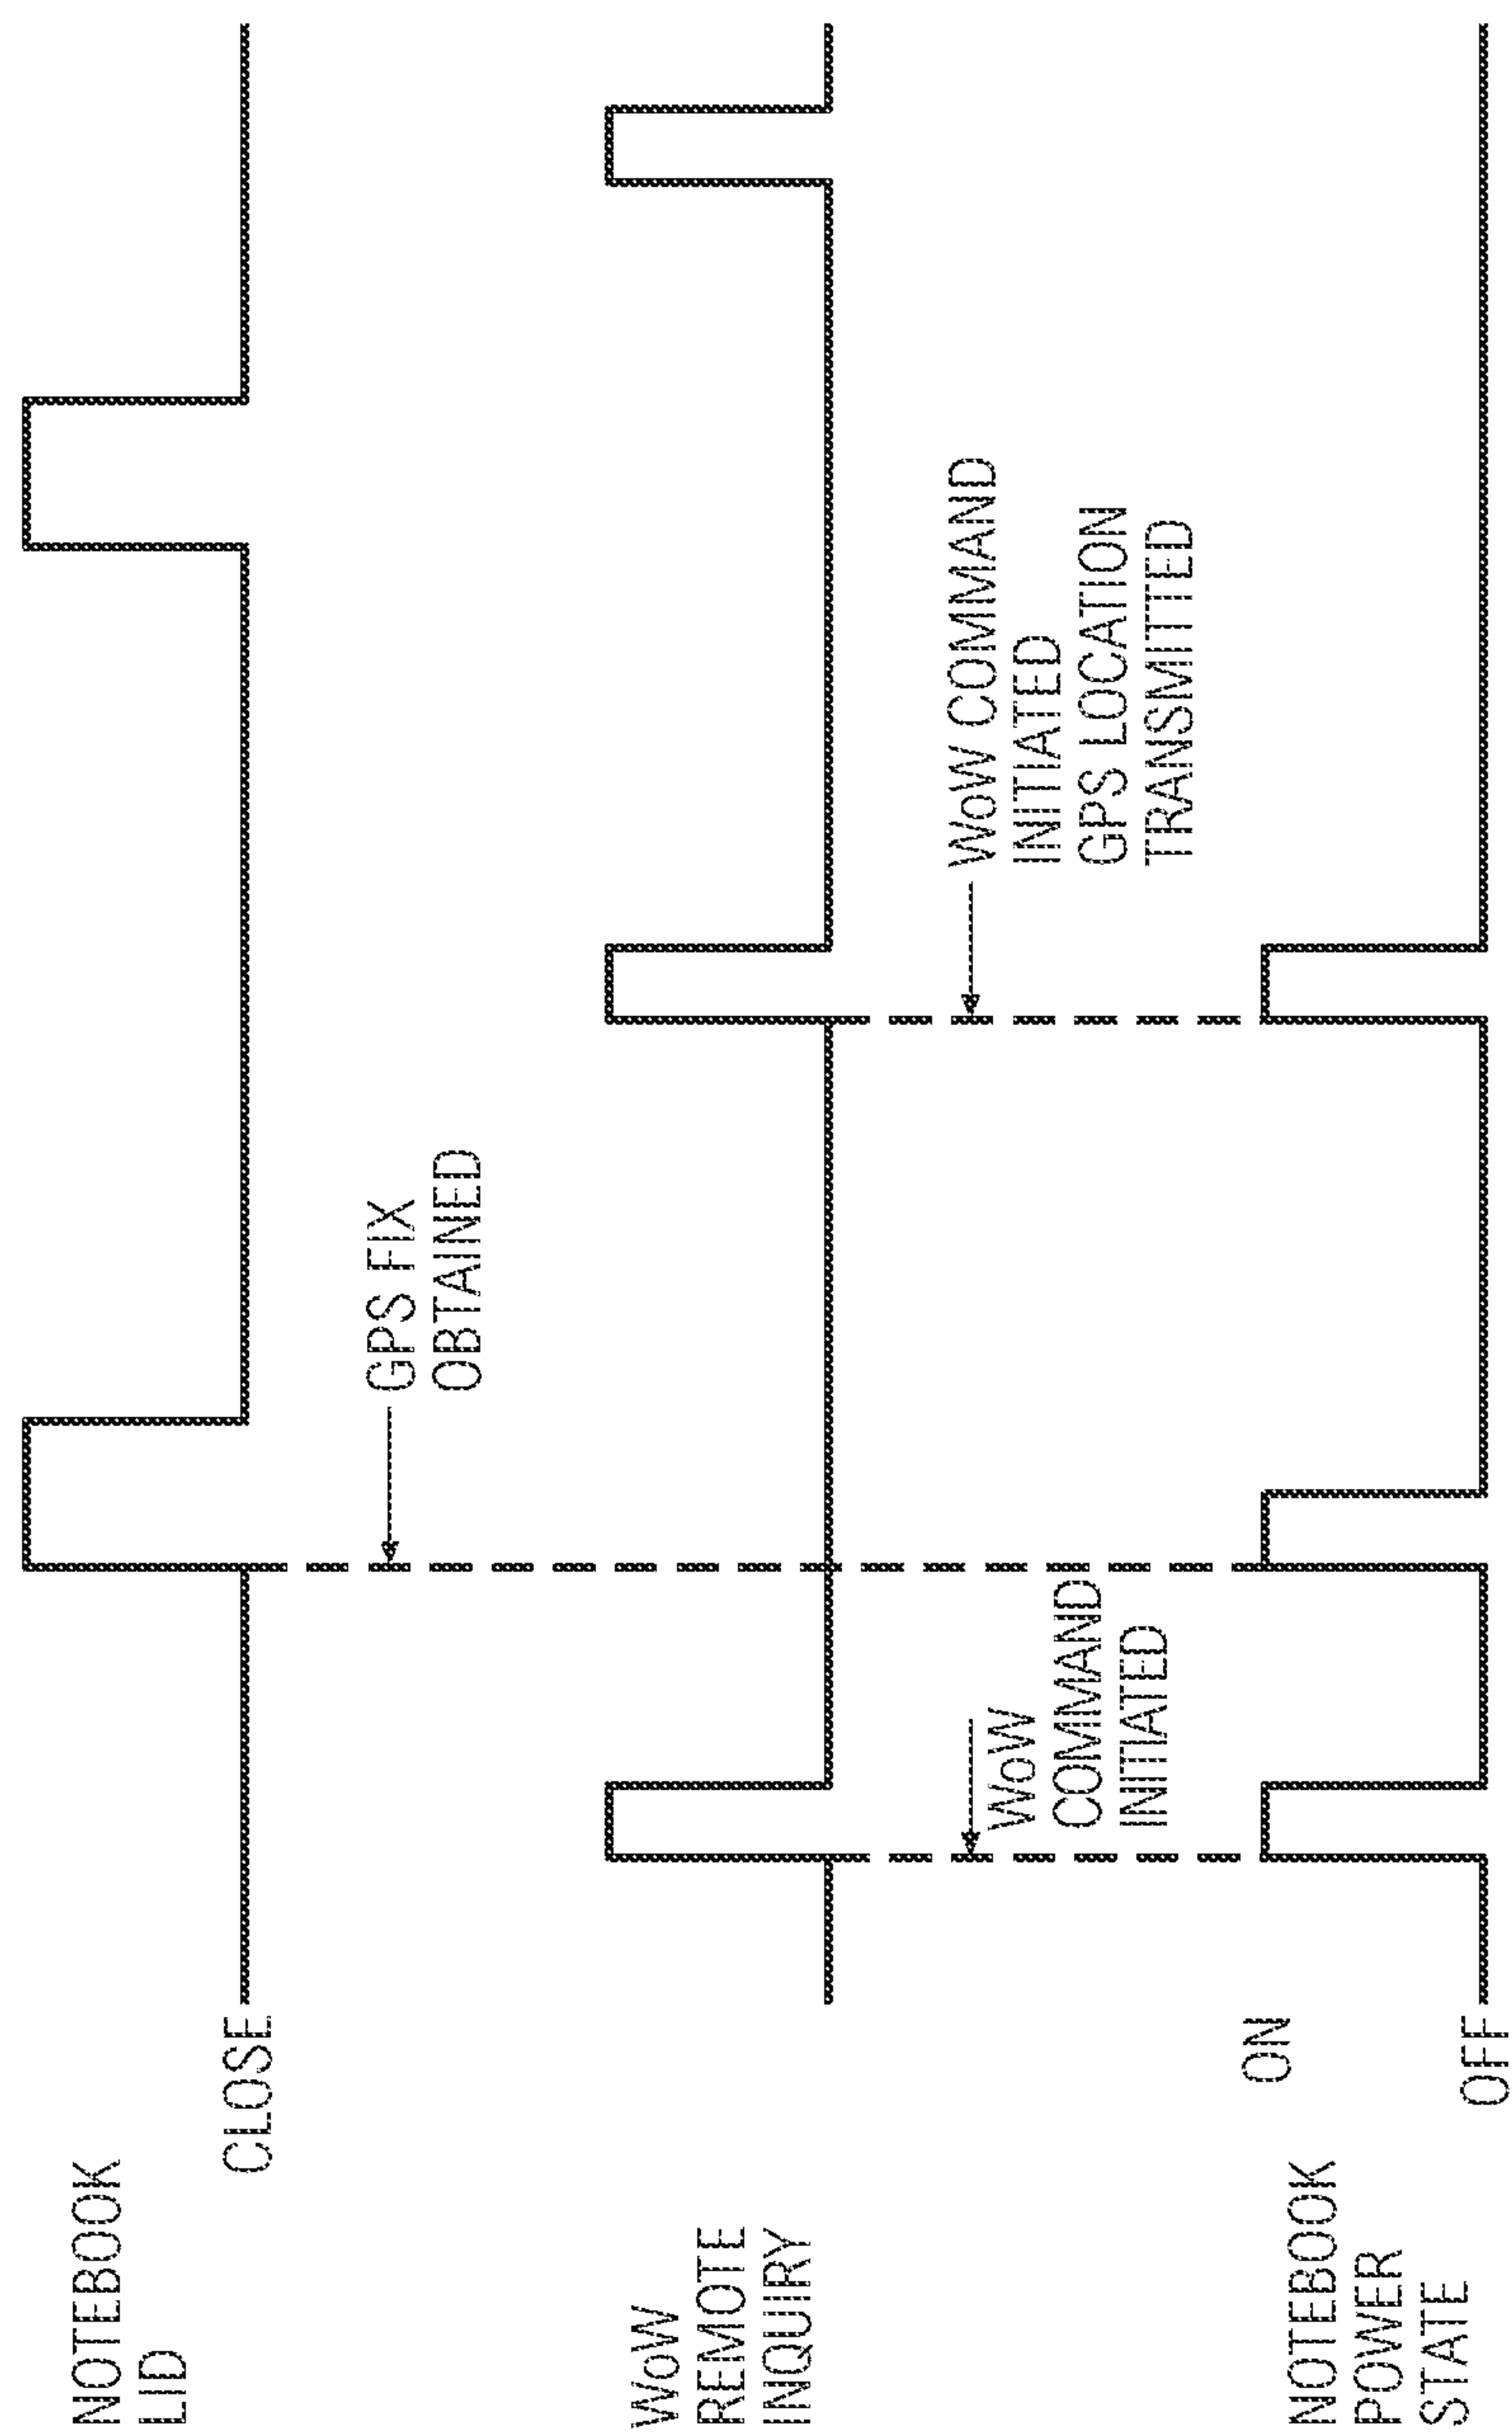 NOTEBOOK
LID
CLOSE
GPS FIX
OBTAINED
WoW
REMOTE
INQUIRY
WoW
COMMAND
INITIATED
WoW COMMAND
INITIATED
GPS LOCATION
TRANSMITTED
NOTEBOOK
POWER
STATE
ON
OFF